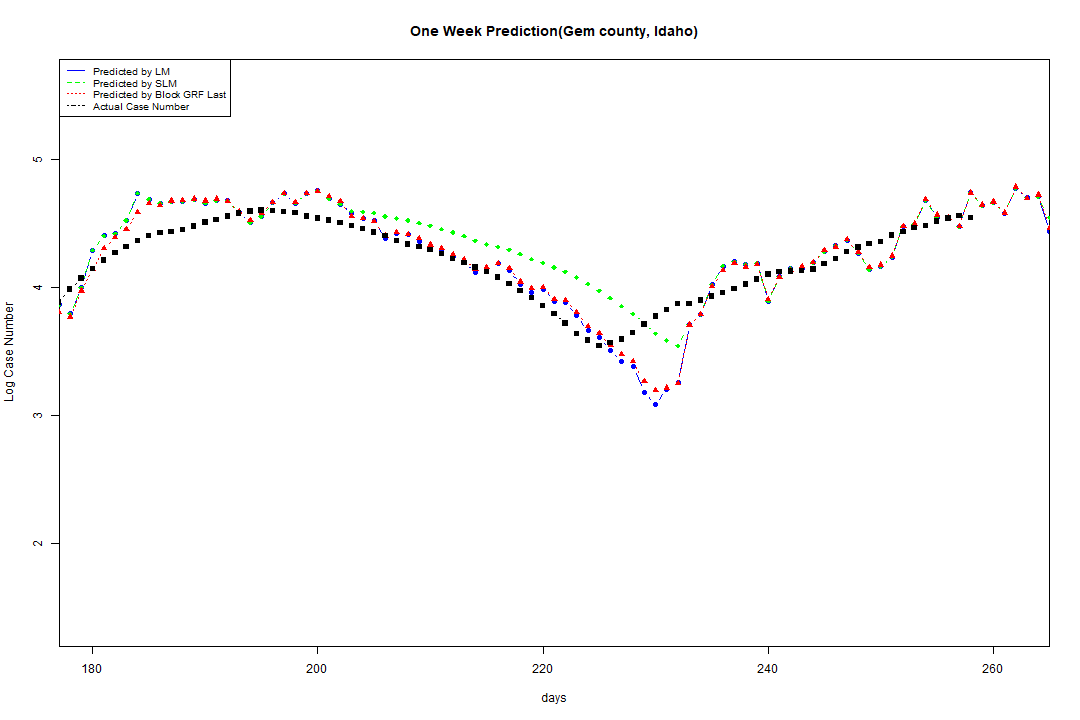 One Week Prediction(Gem county, Idaho)
Predicted by LM
Predicted by SLM
Predicted by Block GRF Last
Actual Case Number
5
4
3
2
Log Case Number
180 200 220 240 260
days